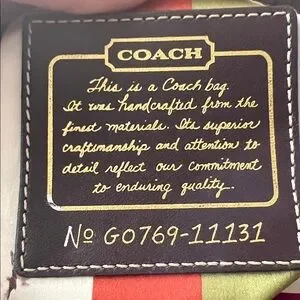 COACH
This is a Coach bag.
It was handcrafted from the
finest materials. Its superior
craftsmanship and attention to
detail reflect our commitment
to enduring quality.
Nº G0769-11131